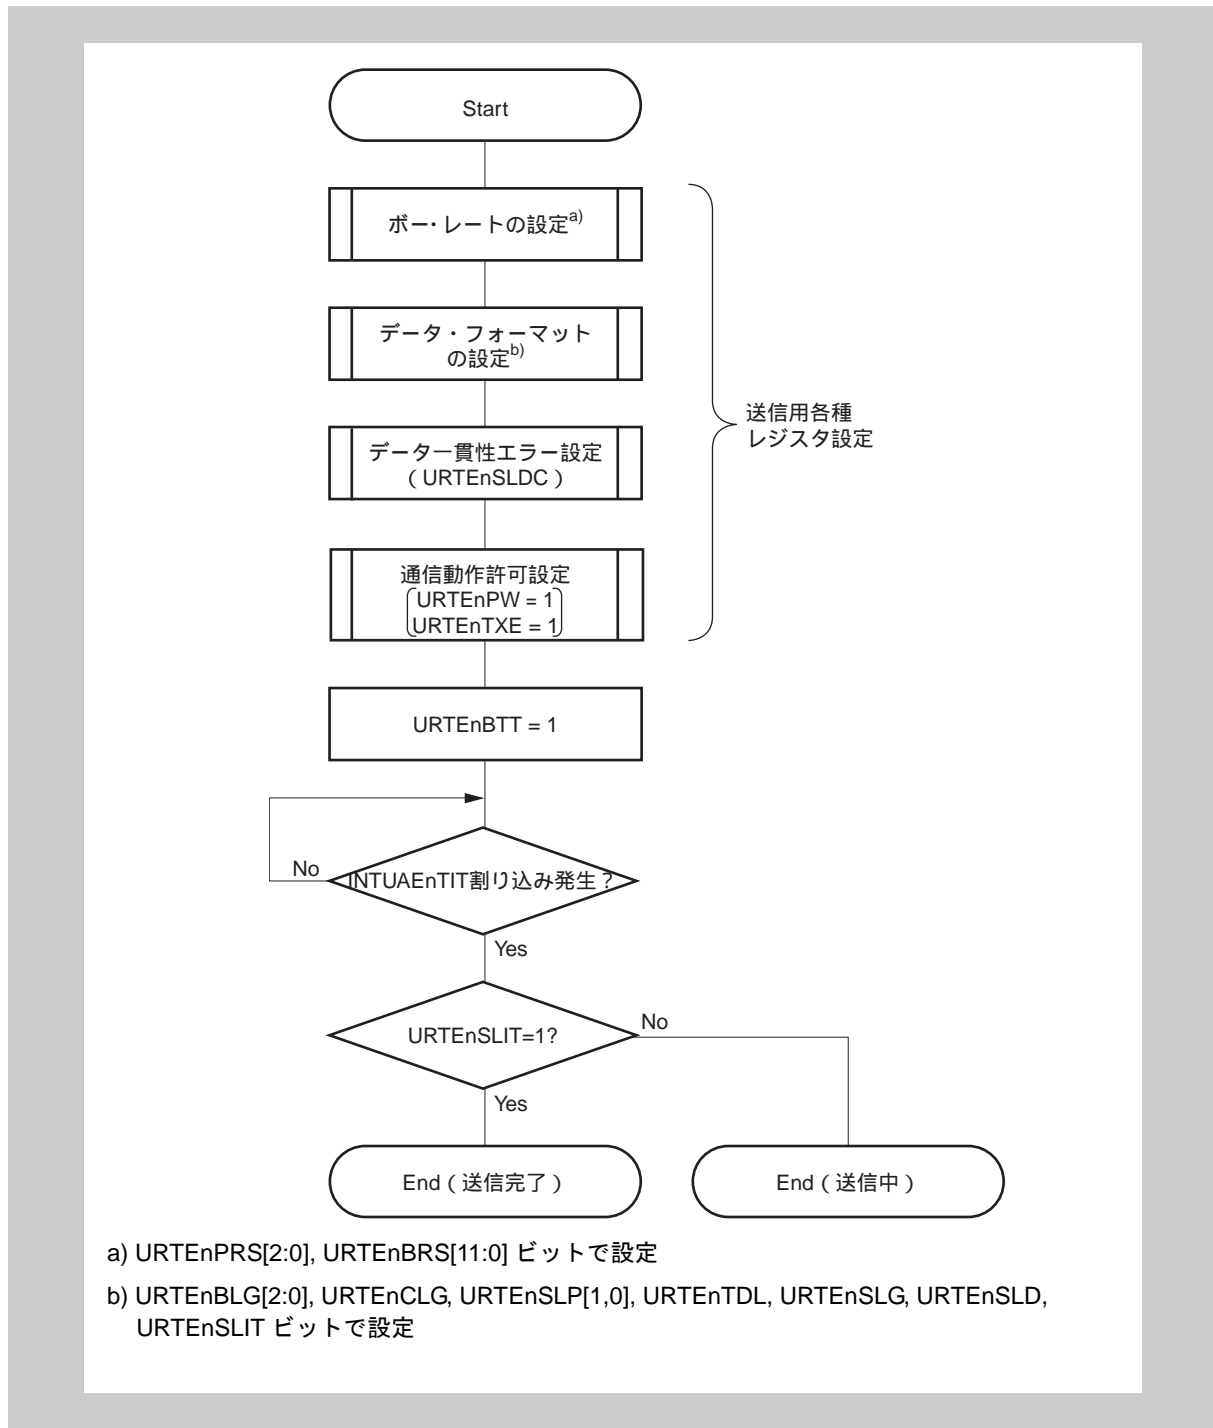 Start
ボー・レートの設定a)
データ・フォーマット
の設定b)
データ一貫性エラー設定
(URTEnSLDC)
送信用各種
レジスタ設定
通信動作許可設定
URTEnPW = 1
URTEnTXE = 1
URTEnBTT = 1
No
INTUAEnTIT割り込み発生？
Yes
URTEnSLIT=1?
No
Yes
End(送信完了)
End(送信中)
a) URTEnPRS[2:0], URTEnBRS[11:0] ビットで設定
b) URTEnBLG[2:0], URTEnCLG, URTEnSLP[1,0], URTEnTDL, URTEnSLG, URTEnSLD,
URTEnSLIT ビットで設定